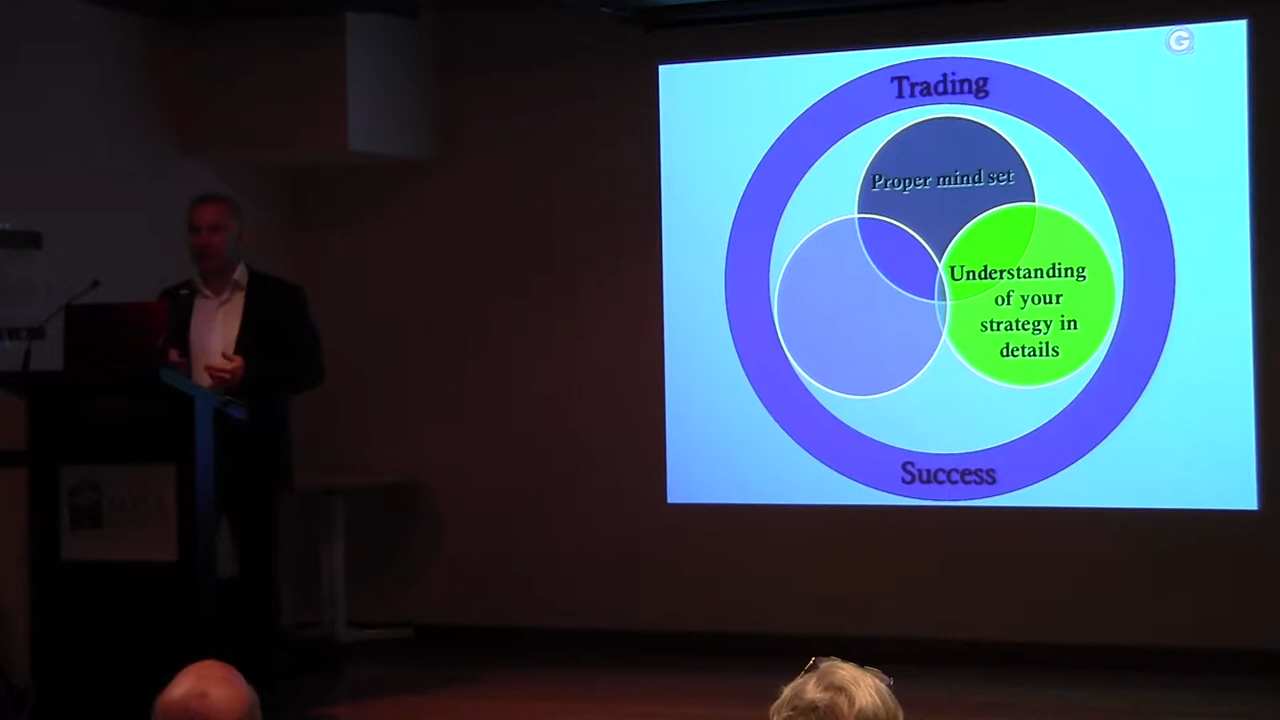 G
Trading
Proper mind set
Understanding
of your
strategy in
details
Success